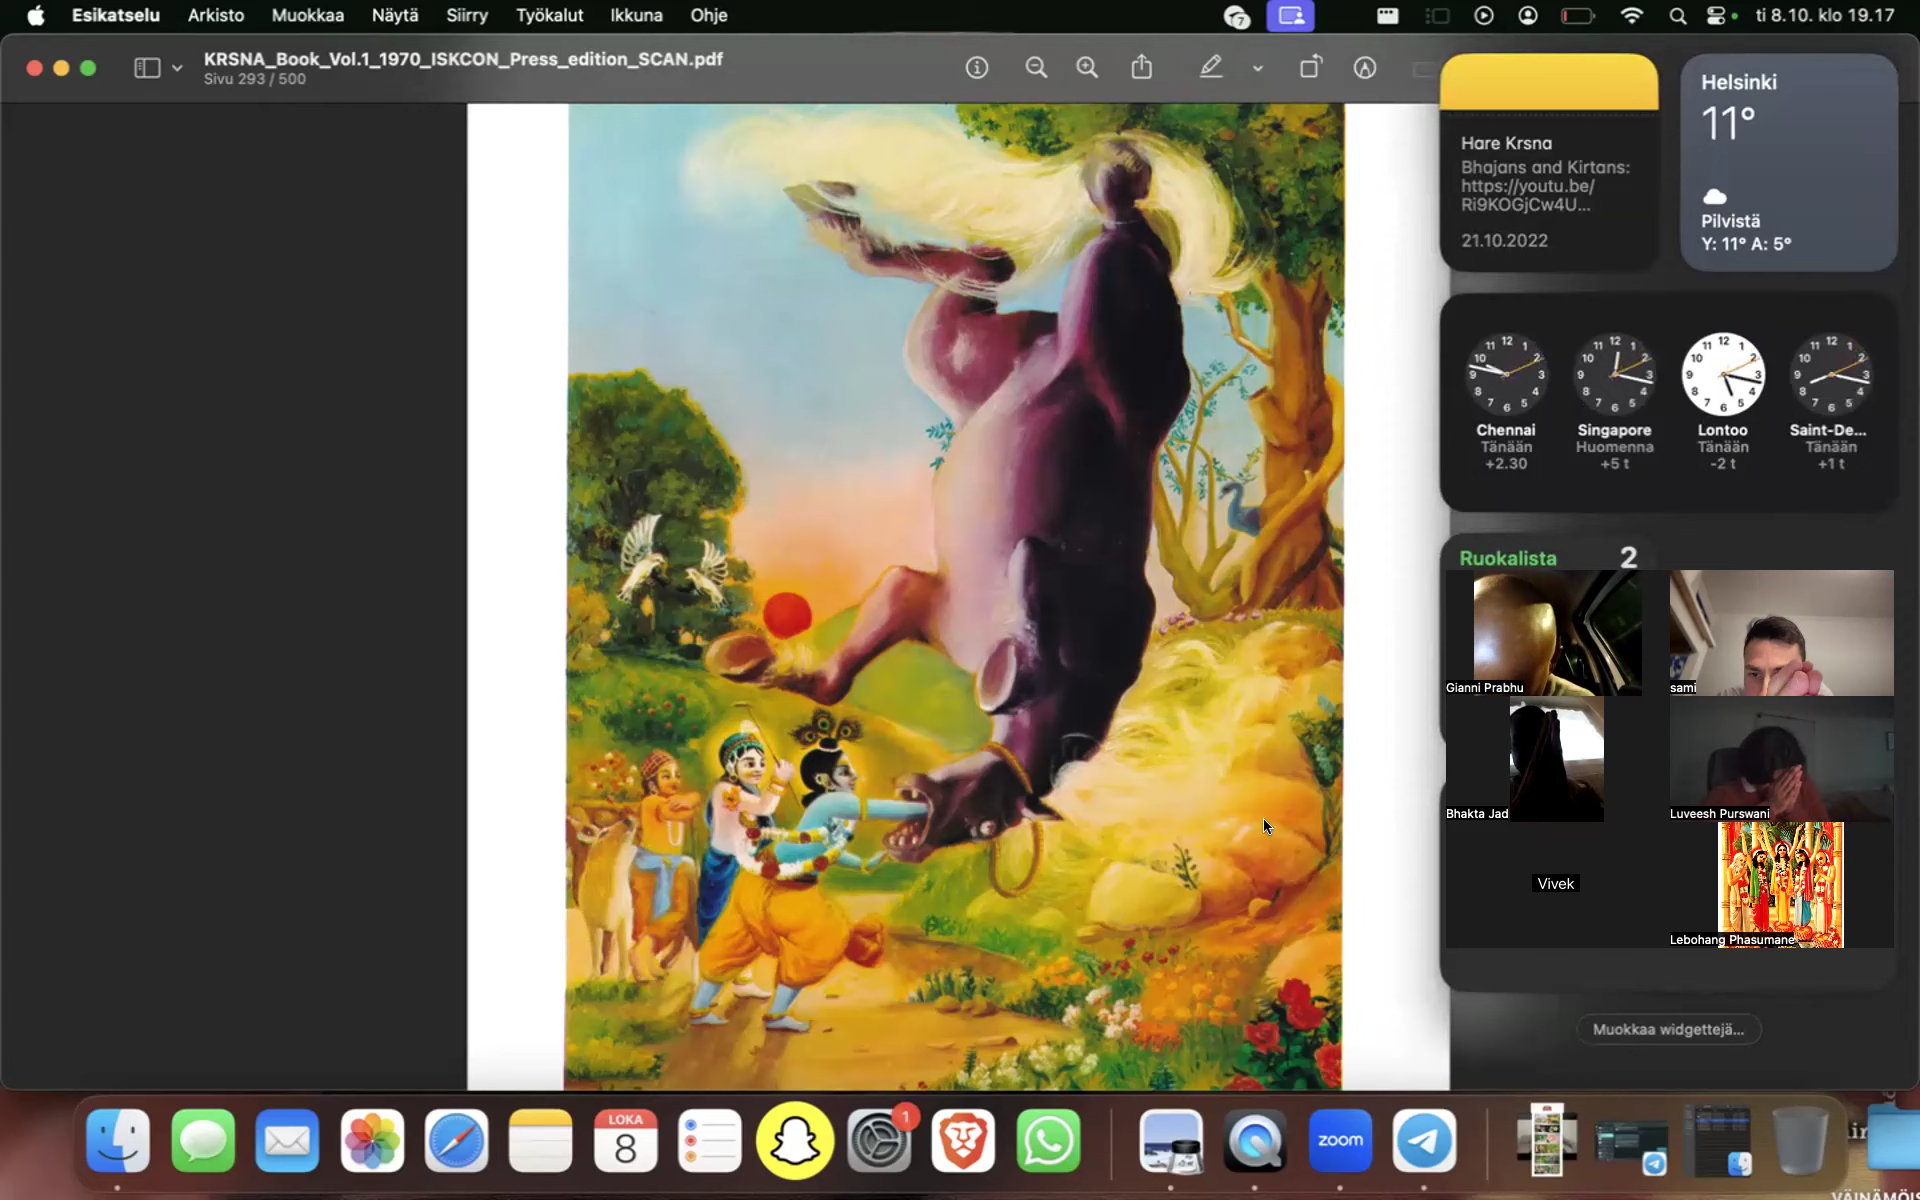 Esikatselu Arkisto Muokkaa Näytä Siirry Työkalut Ikkuna Ohje
7
ti 8.10. klo 19.17
KRSNA_Book_Vol.1_1970_ISKCON_Press_edition_SCAN.pdf
Sivu 293 / 500
Hare Krsna
Bhajans and Kirtans:
https://youtu.be/
Ri9KOGjCw4U...
21.10.2022
Helsinki
11°
Pilvistä
Y: 11° A: 5°
Chennai
Tänään
+2.30
Singapore
Huomenna
+5 t
Lontoo
Tänään
-2 t
Saint-De...
Tänään
+1 t
Ruokalista 2
Gianni Prabhu
sami
Bhakta Jad
Luveesh Purswani
Vivek
Lebohang Phasumane
Muokkaa widgettejä...
LOKA
8
1
zoom